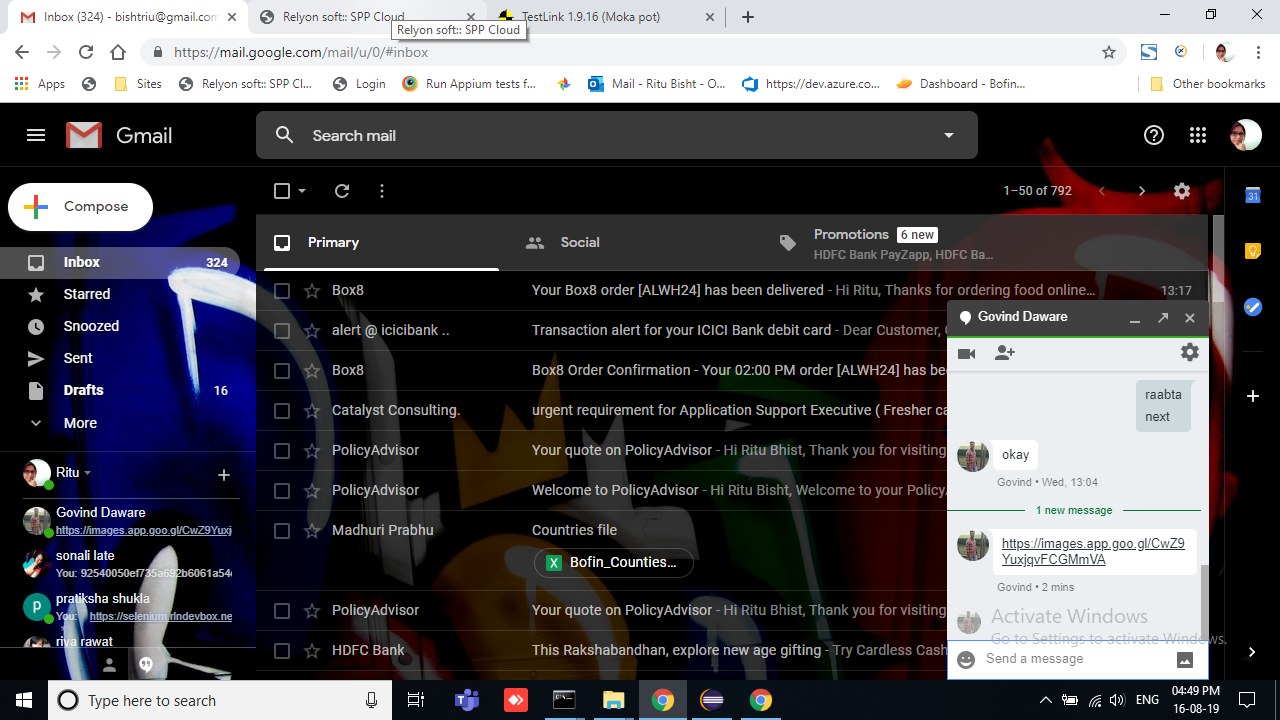 Inbox (324) - bishtriu@gmail.com
Relyon soft:: SPP Cloud
TestLink 1.9.16 (Moka pot)
Relyon soft:: SPP Cloud
https://mail.google.com/mail/u/0/#inbox
Apps
Sites
Relyon soft:: SPP Cl...
Login
Run Appium tests f...
Mail - Ritu Bisht - O...
https://dev.azure.co...
Dashboard - Bofin...
Other bookmarks
Gmail
Search mail
Compose
1–50 of 792
31
Primary
Social
Promotions 6 new
HDFC Bank PayZapp, HDFC Ba...
Inbox 324
Starred
Snoozed
Sent
Drafts 16
More
Box8 Your Box8 order [ALWH24] has been delivered - Hi Ritu, Thanks for ordering food online... 13:17
alert @ icicibank .. Transaction alert for your ICICI Bank debit card - Dear Customer,
Box8 Box8 Order Confirmation - Your 02:00 PM order [ALWH24] has be
Catalyst Consulting. urgent requirement for Application Support Executive ( Fresher ca
PolicyAdvisor Your quote on PolicyAdvisor - Hi Ritu Bhist, Thank you for visiting
PolicyAdvisor Welcome to PolicyAdvisor - Hi Ritu Bisht, Welcome to your Policy
Madhuri Prabhu Countries file
Bofin_Counties...
PolicyAdvisor Your quote on PolicyAdvisor - Hi Ritu Bhist, Thank you for visiting
HDFC Bank This Rakshabandhan, explore new age gifting - Try Cardless Cash
Ritu
Govind Daware
https://images.app.goo.gl/CwZ9Yuxj
sonali late
You: 92540050ef735a692b6061a54
pratiksha shukla
You: https://selenium.rlndevbox.ne
riya rawat
Govind Daware
raabta
next
okay
Govind • Wed, 13:04
1 new message
https://images.app.goo.gl/CwZ9
YuxjqvFCGMmVA
Govind • 2 mins
Activate Windows
Go to Settings to activate Windows.
Send a message
Type here to search
ENG
04:49 PM
16-08-19